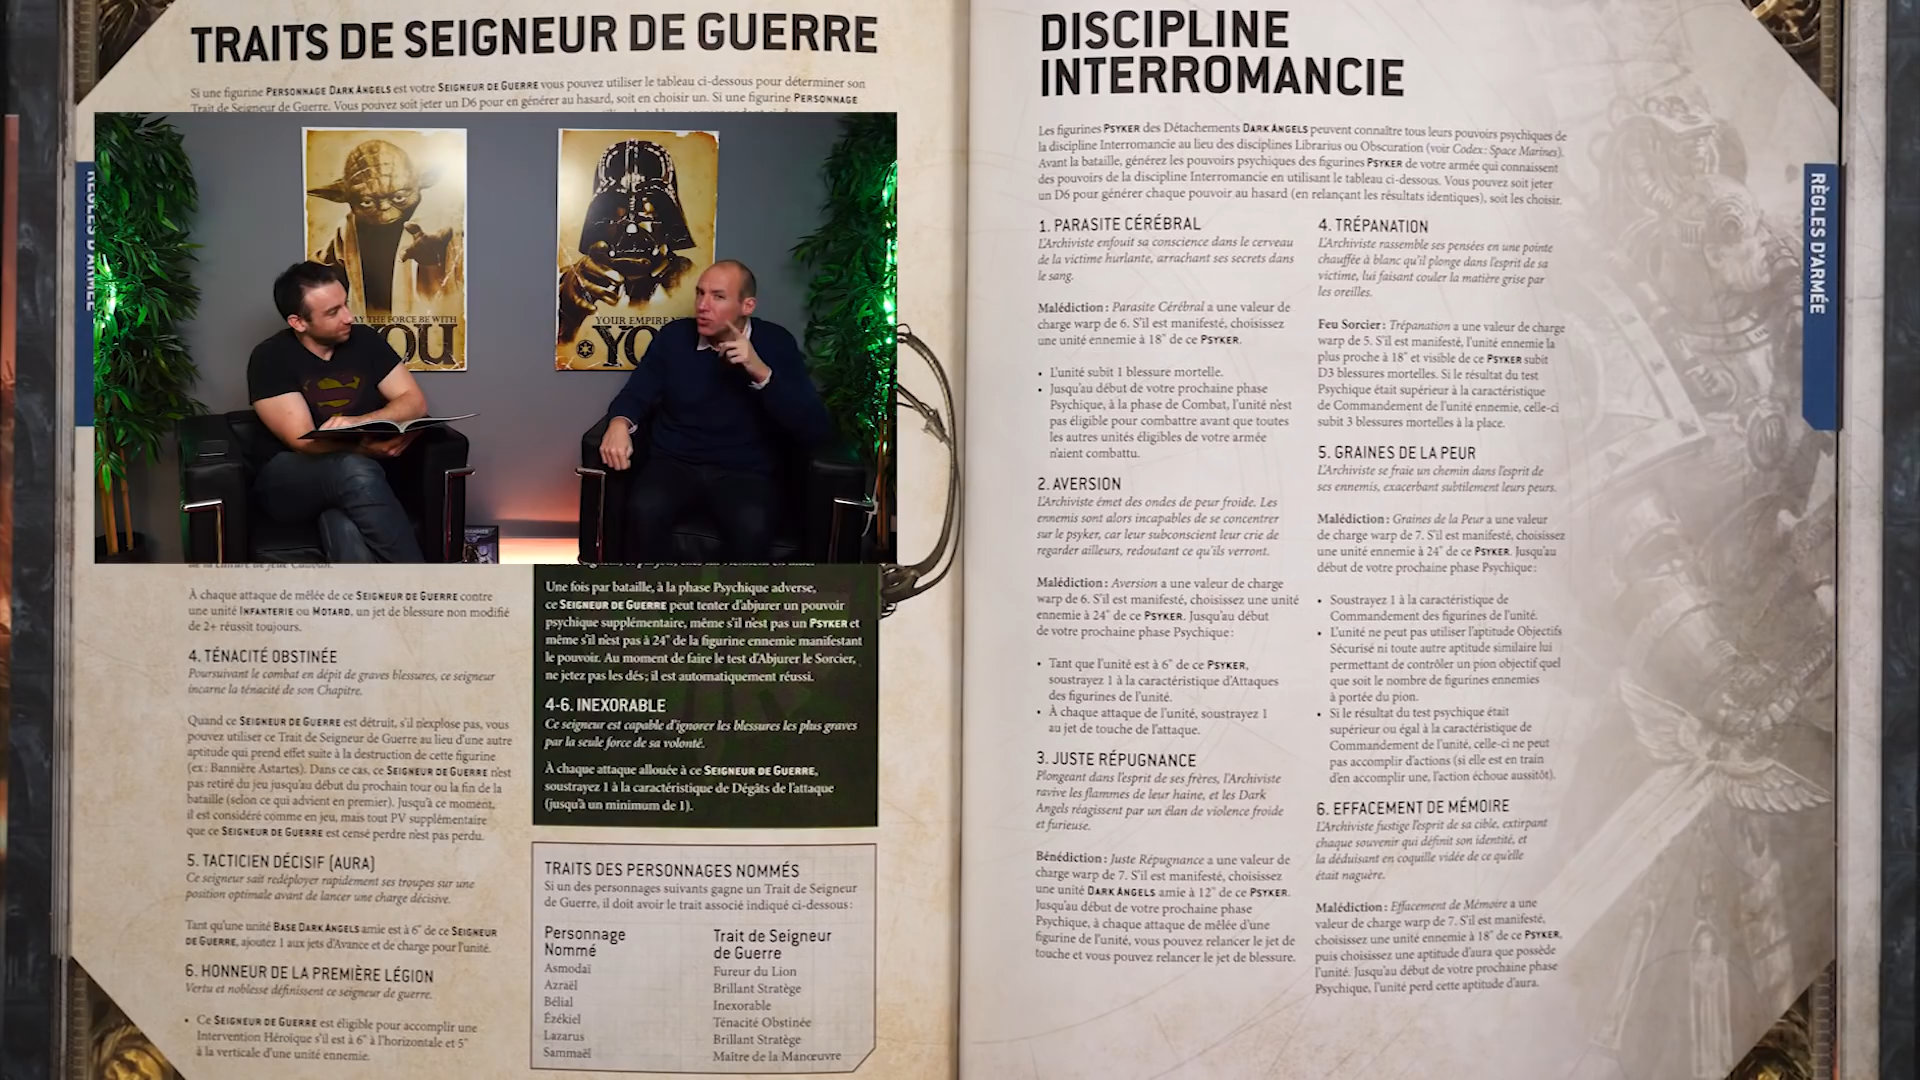 TRAITS DE SEIGNEUR DE GUERRE
Si une figurine PERSONNAGE DARK ANGELS est votre SEIGNEUR DE GUERRE vous pouvez utiliser le tableau ci-dessous pour déterminer son
Trait de Seigneur de Guerre. Vous pouvez soit jeter un D6 pour en générer au hasard, soit en choisir un. Si une figurine PERSONNAGE
RÈGLES D'ARMÉE
MAY THE FORCE BE WITH
YOU
YOUR EMPIRE
À chaque attaque de mêlée de ce SEIGNEUR DE GUERRE contre
une unité INFANTERIE ou MOTARD, un jet de blessure non modifié
de 2+ réussit toujours.
4. TÉNACITÉ OBSTINÉE
Poursuivant le combat en dépit de graves blessures, ce seigneur
incarne la ténacité de son Chapitre.
Quand ce SEIGNEUR DE GUERRE est détruit, s'il n'explose pas, vous
pouvez utiliser ce Trait de Seigneur de Guerre au lieu d'une autre
aptitude qui prend effet suite à la destruction de cette figurine
(ex : Bannière Astartes). Dans ce cas, ce SEIGNEUR DE GUERRE n'est
pas retiré du jeu jusqu'au début du prochain tour ou la fin de la
bataille (selon ce qui advient en premier). Jusqu'à ce moment,
il est considéré comme en jeu, mais tout PV supplémentaire
que ce SEIGNEUR DE GUERRE est censé perdre n'est pas perdu.
5. TACTICIEN DÉCISIF (AURA)
Ce seigneur sait redéployer rapidement ses troupes sur une
position optimale avant de lancer une charge décisive.
Tant qu'une unité BASE DARK ANGELS amie est à 6" de ce SEIGNEUR
DE GUERRE, ajoutez 1 aux jets d'Avance et de charge pour l'unité.
6. HONNEUR DE LA PREMIÈRE LÉGION
Vertu et noblesse définissent ce seigneur de guerre.
• Ce SEIGNEUR DE GUERRE est éligible pour accomplir une
Intervention Héroïque s'il est à 6" à l'horizontale et 5"
à la verticale d'une unité ennemie.
Une fois par bataille, à la phase Psychique adverse,
ce SEIGNEUR DE GUERRE peut tenter d'abjurer un pouvoir
psychique supplémentaire, même s'il n'est pas un PSYKER et
même s'il n'est pas à 24" de la figurine ennemie manifestant
le pouvoir. Au moment de faire le test d'Abjurer le Sorcier,
ne jetez pas les dés ; il est automatiquement réussi.
4-6. INEXORABLE
Ce seigneur est capable d'ignorer les blessures les plus graves
par la seule force de sa volonté.
À chaque attaque allouée à ce SEIGNEUR DE GUERRE,
soustrayez 1 à la caractéristique de Dégâts de l'attaque
(jusqu'à un minimum de 1).
TRAITS DES PERSONNAGES NOMMÉS
Si un des personnages suivants gagne un Trait de Seigneur
de Guerre, il doit avoir le trait associé indiqué ci-dessous :
Personnage Nommé Trait de Seigneur de Guerre
Asmodaï Fureur du Lion
Azraël Brillant Stratège
Bélial Inexorable
Ézékiel Ténacité Obstinée
Lazarus Brillant Stratège
Sammaël Maître de la Manœuvre
DISCIPLINE
INTERROMANCIE
Les figurines PSYKER des Détachements DARK ANGELS peuvent connaître tous leurs pouvoirs psychiques de
la discipline Interromancie au lieu des disciplines Librarius ou Obscuration (voir Codex: Space Marines).
Avant la bataille, générez les pouvoirs psychiques des figurines PSYKER de votre armée qui connaissent
des pouvoirs de la discipline Interromancie en utilisant le tableau ci-dessous. Vous pouvez soit jeter
un D6 pour générer chaque pouvoir au hasard (en relançant les résultats identiques), soit les choisir.
1. PARASITE CÉRÉBRAL
L'Archiviste enfouit sa conscience dans le cerveau
de la victime hurlante, arrachant ses secrets dans
le sang.
Malédiction : Parasite Cérébral a une valeur de
charge warp de 6. S'il est manifesté, choisissez
une unité ennemie à 18" de ce PSYKER.
• L'unité subit 1 blessure mortelle.
• Jusqu'au début de votre prochaine phase
Psychique, à la phase de Combat, l'unité n'est
pas éligible pour combattre avant que toutes
les autres unités éligibles de votre armée
n'aient combattu.
2. AVERSION
L'Archiviste émet des ondes de peur froide. Les
ennemis sont alors incapables de se concentrer
sur le psyker, car leur subconscient leur crie de
regarder ailleurs, redoutant ce qu'ils verront.
Malédiction : Aversion a une valeur de charge
warp de 6. S'il est manifesté, choisissez une unité
ennemie à 24" de ce PSYKER. Jusqu'au début
de votre prochaine phase Psychique :
• Tant que l'unité est à 6" de ce PSYKER,
soustrayez 1 à la caractéristique d'Attaques
des figurines de l'unité.
• À chaque attaque de l'unité, soustrayez 1
au jet de touche de l'attaque.
3. JUSTE RÉPUGNANCE
Plongeant dans l'esprit de ses frères, l'Archiviste
ravive les flammes de leur haine, et les Dark
Angels réagissent par un élan de violence froide
et furieuse.
Bénédiction : Juste Répugnance a une valeur de
charge warp de 7. S'il est manifesté, choisissez
une unité DARK ANGELS amie à 12" de ce PSYKER.
Jusqu'au début de votre prochaine phase
Psychique, à chaque attaque de mêlée d'une
figurine de l'unité, vous pouvez relancer le jet de
touche et vous pouvez relancer le jet de blessure.
4. TRÉPANATION
L'Archiviste rassemble ses pensées en une pointe
chauffée à blanc qu'il plonge dans l'esprit de sa
victime, lui faisant couler la matière grise par
les oreilles.
Feu Sorcier : Trépanation a une valeur de charge
warp de 5. S'il est manifesté, l'unité ennemie la
plus proche à 18" et visible de ce PSYKER subit
D3 blessures mortelles. Si le résultat du test
Psychique était supérieur à la caractéristique
de Commandement de l'unité ennemie, celle-ci
subit 3 blessures mortelles à la place.
5. GRAINES DE LA PEUR
L'Archiviste se fraie un chemin dans l'esprit de
ses ennemis, exacerbant subtilement leurs peurs.
Malédiction : Graines de la Peur a une valeur
de charge warp de 7. S'il est manifesté, choisissez
une unité ennemie à 24" de ce PSYKER. Jusqu'au
début de votre prochaine phase Psychique :
• Soustrayez 1 à la caractéristique de
Commandement des figurines de l'unité.
• L'unité ne peut pas utiliser l'aptitude Objectifs
Sécurisé ni toute autre aptitude similaire lui
permettant de contrôler un pion objectif quel
que soit le nombre de figurines ennemies
à portée du pion.
• Si le résultat du test psychique était
supérieur ou égal à la caractéristique de
Commandement de l'unité, celle-ci ne peut
pas accomplir d'actions (si elle est en train
d'en accomplir une, l'action échoue aussitôt).
6. EFFACEMENT DE MÉMOIRE
L'Archiviste fustige l'esprit de sa cible, extirpant
chaque souvenir qui définit son identité, et
la déduisant en coquille vidée de ce qu'elle
était naguère.
Malédiction : Effacement de Mémoire a une
valeur de charge warp de 7. S'il est manifesté,
choisissez une unité ennemie à 18" de ce PSYKER,
puis choisissez une aptitude d'aura que possède
l'unité. Jusqu'au début de votre prochaine phase
Psychique, l'unité perd cette aptitude d'aura.
RÈGLES D'ARMÉE